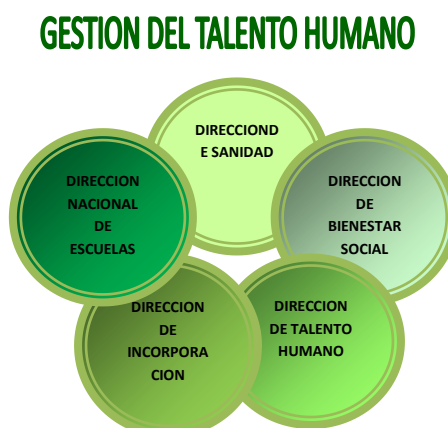 GESTION DEL TALENTO HUMANO
DIRECCIOND
E SANIDAD
DIRECCION
NACIONAL
DE
ESCUELAS
DIRECCION
DE
BIENESTAR
SOCIAL
DIRECCION
DE
INCORPORA
CION
DIRECCION
DE TALENTO
HUMANO